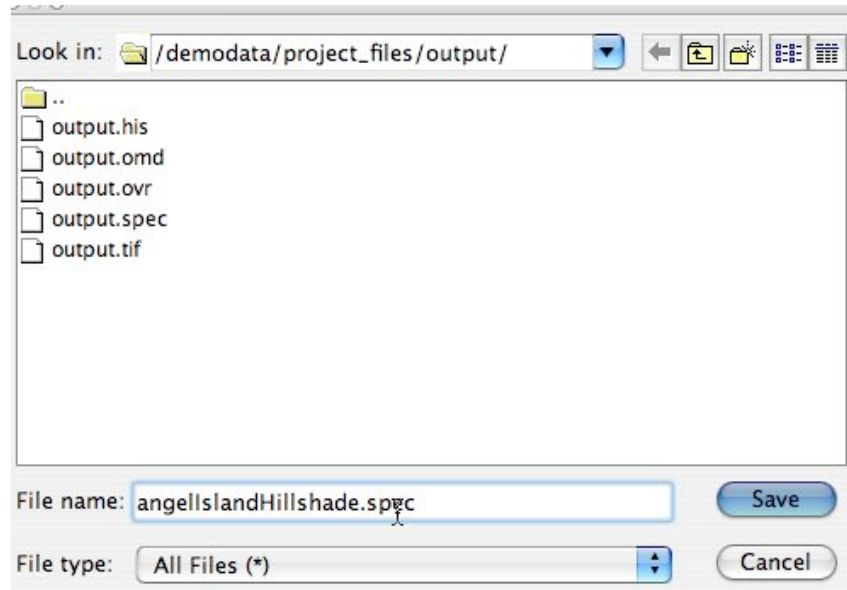 Look in: /demodata/project_files/output/
..
output.his
output.omd
output.ovr
output.spec
output.tif
File name: angelIslandHillshade.spec Save
File type: All Files (*) Cancel